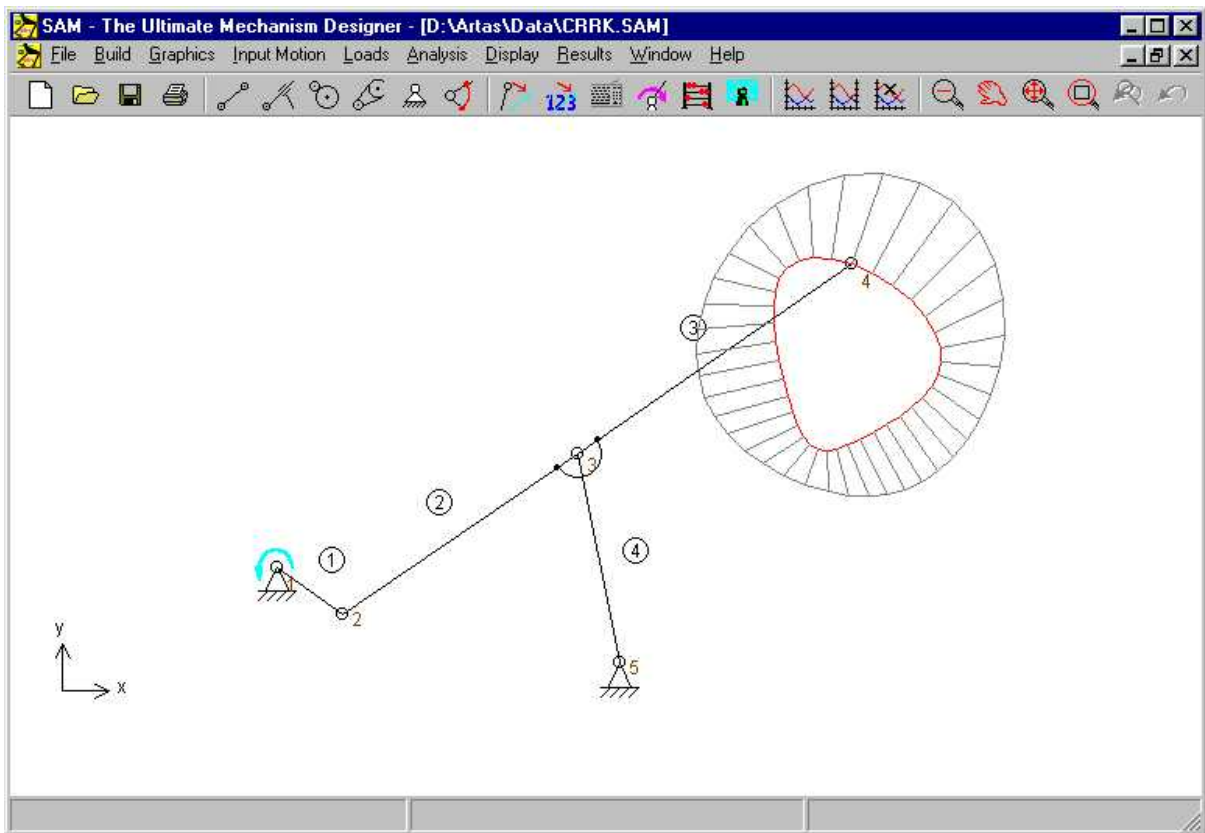 SAM - The Ultimate Mechanism Designer - [D:\Artas\Data\CRRK.SAM]
File Build Graphics Input Motion Loads Analysis Display Results Window Help
123
4
3
3
2
4
1
1
2
5
y
x